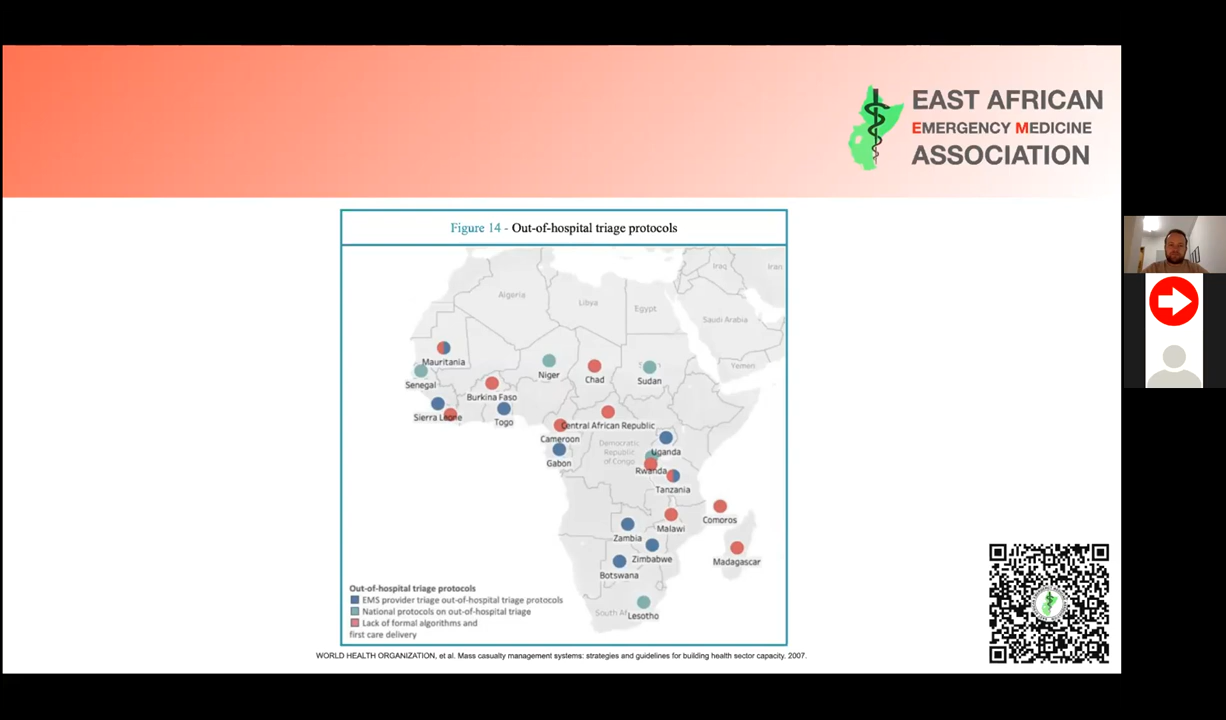 EAST AFRICAN
EMERGENCY MEDICINE
ASSOCIATION
Figure 14 - Out-of-hospital triage protocols
Iraq
Iran
Algeria
Libya
Egypt
Saudi Arabia
Mauritania
Yemen
Senegal
Niger
Chad
Sudan
Burkina Faso
Sierra Leone
Togo
Central African Republic
Cameroon
Democratic
Republic
of Congo
Uganda
Gabon
Rwanda
Tanzania
Comoros
Malawi
Zambia
Zimbabwe
Madagascar
Botswana
South Af
Lesotho
Out-of-hospital triage protocols
EMS provider triage out-of-hospital triage protocols
National protocols on out-of-hospital triage
Lack of formal algorithms and
first care delivery
WORLD HEALTH ORGANIZATION, et al. Mass casualty management systems: strategies and guidelines for building health sector capacity. 2007.